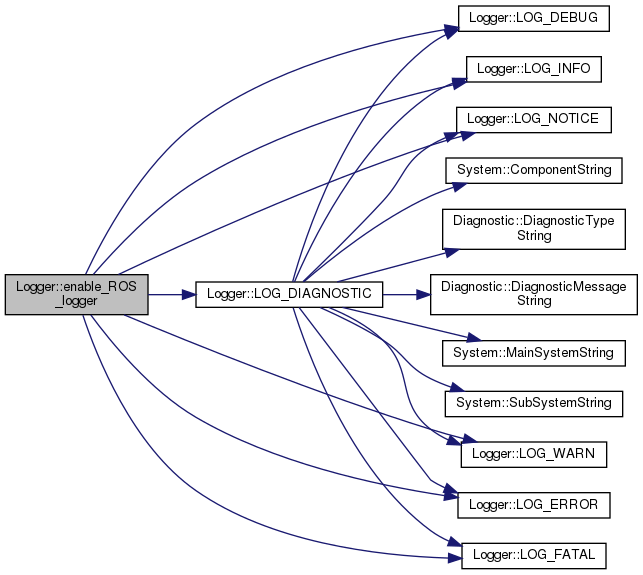 Logger::enable_ROS
_logger
Logger::LOG_DIAGNOSTIC
Logger::LOG_DEBUG
Logger::LOG_INFO
Logger::LOG_NOTICE
System::ComponentString
Diagnostic::DiagnosticType
String
Diagnostic::DiagnosticMessage
String
System::MainSystemString
System::SubSystemString
Logger::LOG_WARN
Logger::LOG_ERROR
Logger::LOG_FATAL